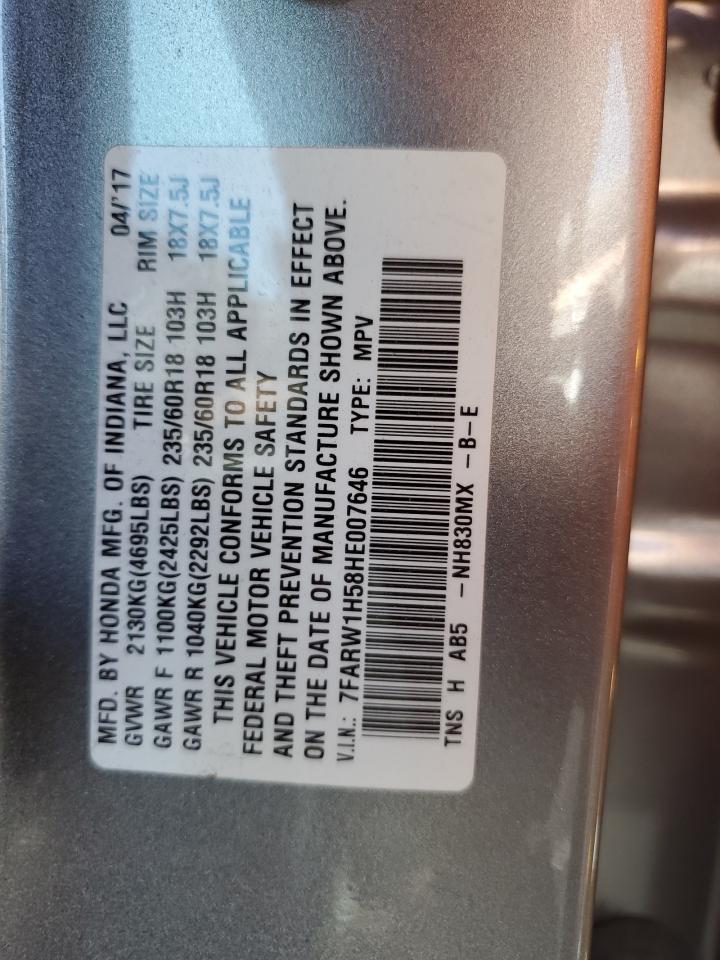 MFD. BY HONDA MFG. OF INDIANA, LLC 04/'17
GVWR 2130KG(4695LBS) TIRE SIZE RIM SIZE
GAWR F 1100KG(2425LBS) 235/60R18 103H 18X7.5J
GAWR R 1040KG(2292LBS) 235/60R18 103H 18X7.5J
THIS VEHICLE CONFORMS TO ALL APPLICABLE
FEDERAL MOTOR VEHICLE SAFETY
AND THEFT PREVENTION STANDARDS IN EFFECT
ON THE DATE OF MANUFACTURE SHOWN ABOVE.
V.I.N.: 7FARW1H58HE007646 TYPE: MPV
TNS H AB5 -NH830MX -B-E